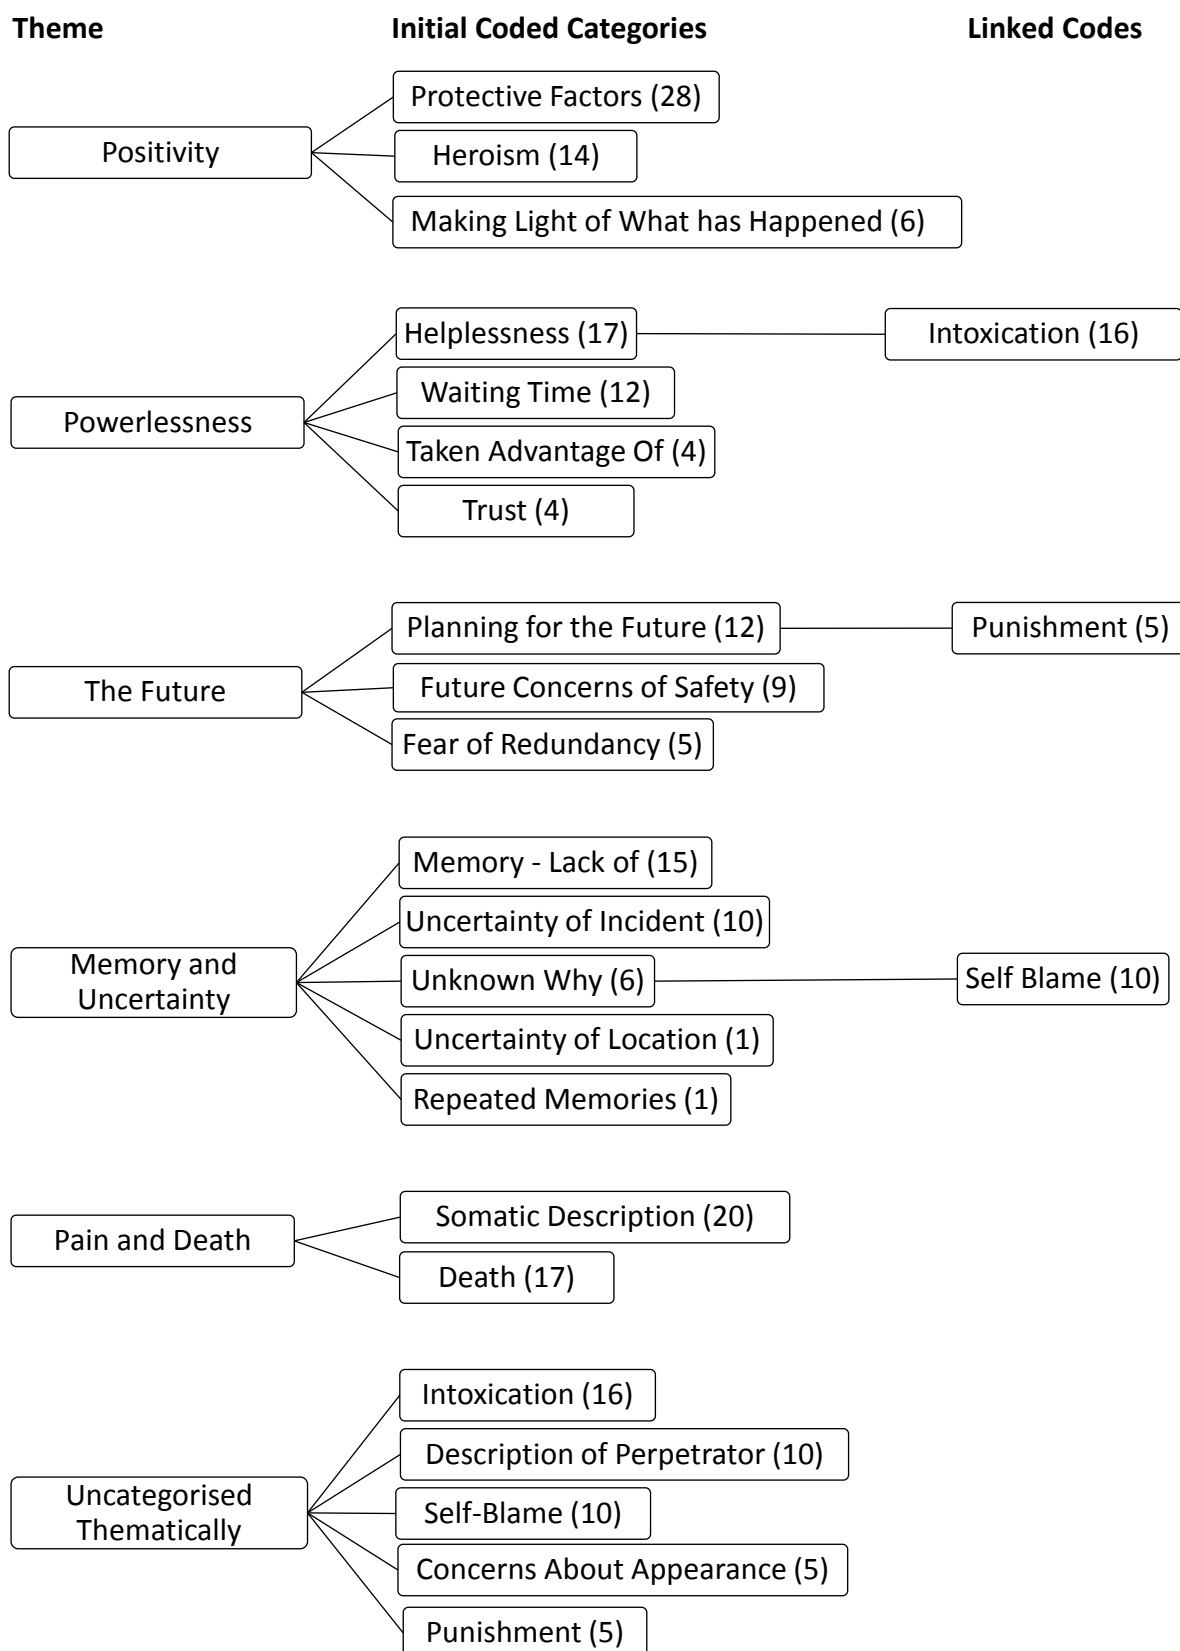 Theme Initial Coded Categories Linked Codes
Protective Factors (28)
Positivity
Heroism (14)
Making Light of What has Happened (6)
Helplessness (17)
Intoxication (16)
Waiting Time (12)
Powerlessness
Taken Advantage Of (4)
Trust (4)
Planning for the Future (12)
Punishment (5)
The Future
Future Concerns of Safety (9)
Fear of Redundancy (5)
Memory - Lack of (15)
Uncertainty of Incident (10)
Memory and
Uncertainty
Unknown Why (6)
Self Blame (10)
Uncertainty of Location (1)
Repeated Memories (1)
Somatic Description (20)
Pain and Death
Death (17)
Intoxication (16)
Description of Perpetrator (10)
Uncategorised
Thematically
Self-Blame (10)
Concerns About Appearance (5)
Punishment (5)